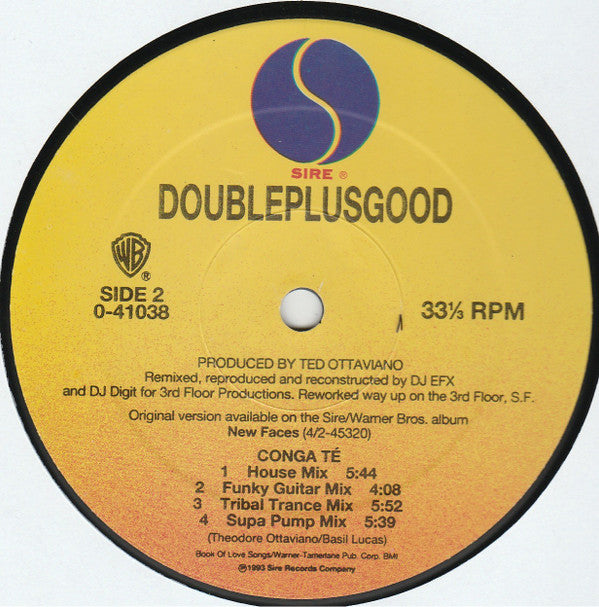 SIRE ®
DOUBLEPLUSGOOD
WB ®
SIDE 2
0-41038
33⅓ RPM
PRODUCED BY TED OTTAVIANO
Remixed, reproduced and reconstructed by DJ EFX
and DJ Digit for 3rd Floor Productions. Reworked way up on the 3rd Floor, S.F.
Original version available on the Sire/Warner Bros. album
New Faces (4/2-45320)
CONGA TÉ
1 House Mix 5:44
2 Funky Guitar Mix 4:08
3 Tribal Trance Mix 5:52
4 Supa Pump Mix 5:39
(Theodore Ottaviano/Basil Lucas)
Book Of Love Songs/Warner-Tamerlane Pub. Corp. BMI
℗1993 Sire Records Company